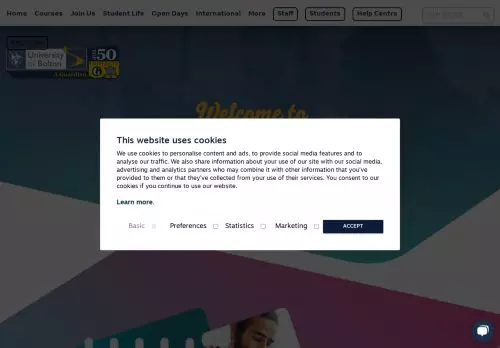 Home Courses Join Us Student Life Open Days International More Staff Students Help Centre
University
of Bolton
50
A Guardian
Welcome to
This website uses cookies
We use cookies to personalise content and ads, to provide social media features and to
analyse our traffic. We also share information about your use of our site with our social media,
advertising and analytics partners who may combine it with other information that you've
provided to them or that they've collected from your use of their services. You consent to our
cookies if you continue to use our website.
Learn more.
Basic Preferences Statistics Marketing ACCEPT